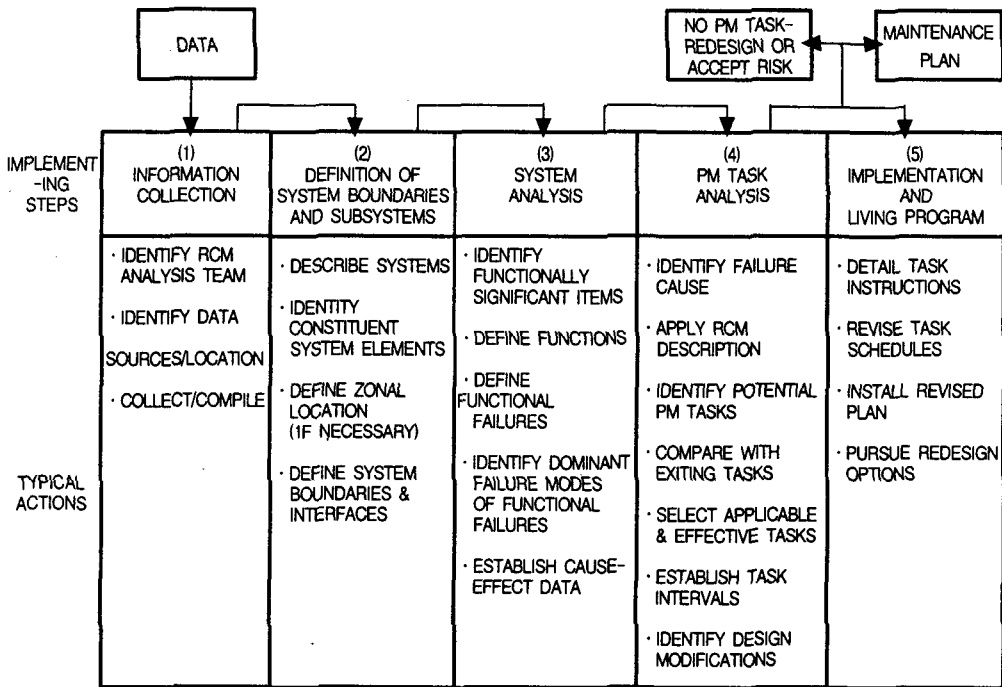 DATA
NO PM TASK-
REDESIGN OR
ACCEPT RISK
MAINTENANCE
PLAN
IMPLEMENT
-ING
STEPS
(1)
INFORMATION
COLLECTION
(2)
DEFINITION OF
SYSTEM BOUNDARIES
AND SUBSYSTEMS
(3)
SYSTEM
ANALYSIS
(4)
PM TASK
ANALYSIS
(5)
IMPLEMENTATION
AND
LIVING PROGRAM
TYPICAL
ACTIONS
· IDENTIFY RCM
ANALYSIS TEAM
· IDENTIFY DATA
SOURCES/LOCATION
· COLLECT/COMPILE
· DESCRIBE SYSTEMS
· IDENTITY
CONSTITUENT
SYSTEM ELEMENTS
· DEFINE ZONAL
LOCATION
(1F NECESSARY)
· DEFINE SYSTEM
BOUNDARIES &
INTERFACES
· IDENTIFY
FUNCTIONALLY
SIGNIFICANT ITEMS
· DEFINE FUNCTIONS
· DEFINE
FUNCTIONAL
FAILURES
· IDENTIFY DOMINANT
FAILURE MODES
OF FUNCTIONAL
FAILURES
· ESTABLISH CAUSE-
EFFECT DATA
· IDENTIFY FAILURE
CAUSE
· APPLY RCM
DESCRIPTION
· IDENTIFY POTENTIAL
PM TASKS
· COMPARE WITH
EXITING TASKS
· SELECT APPLICABLE
& EFFECTIVE TASKS
· ESTABLISH TASK
INTERVALS
· IDENTIFY DESIGN
MODIFICATIONS
· DETAIL TASK
INSTRUCTIONS
· REVISE TASK
SCHEDULES
· INSTALL REVISED
PLAN
· PURSUE REDESIGN
OPTIONS